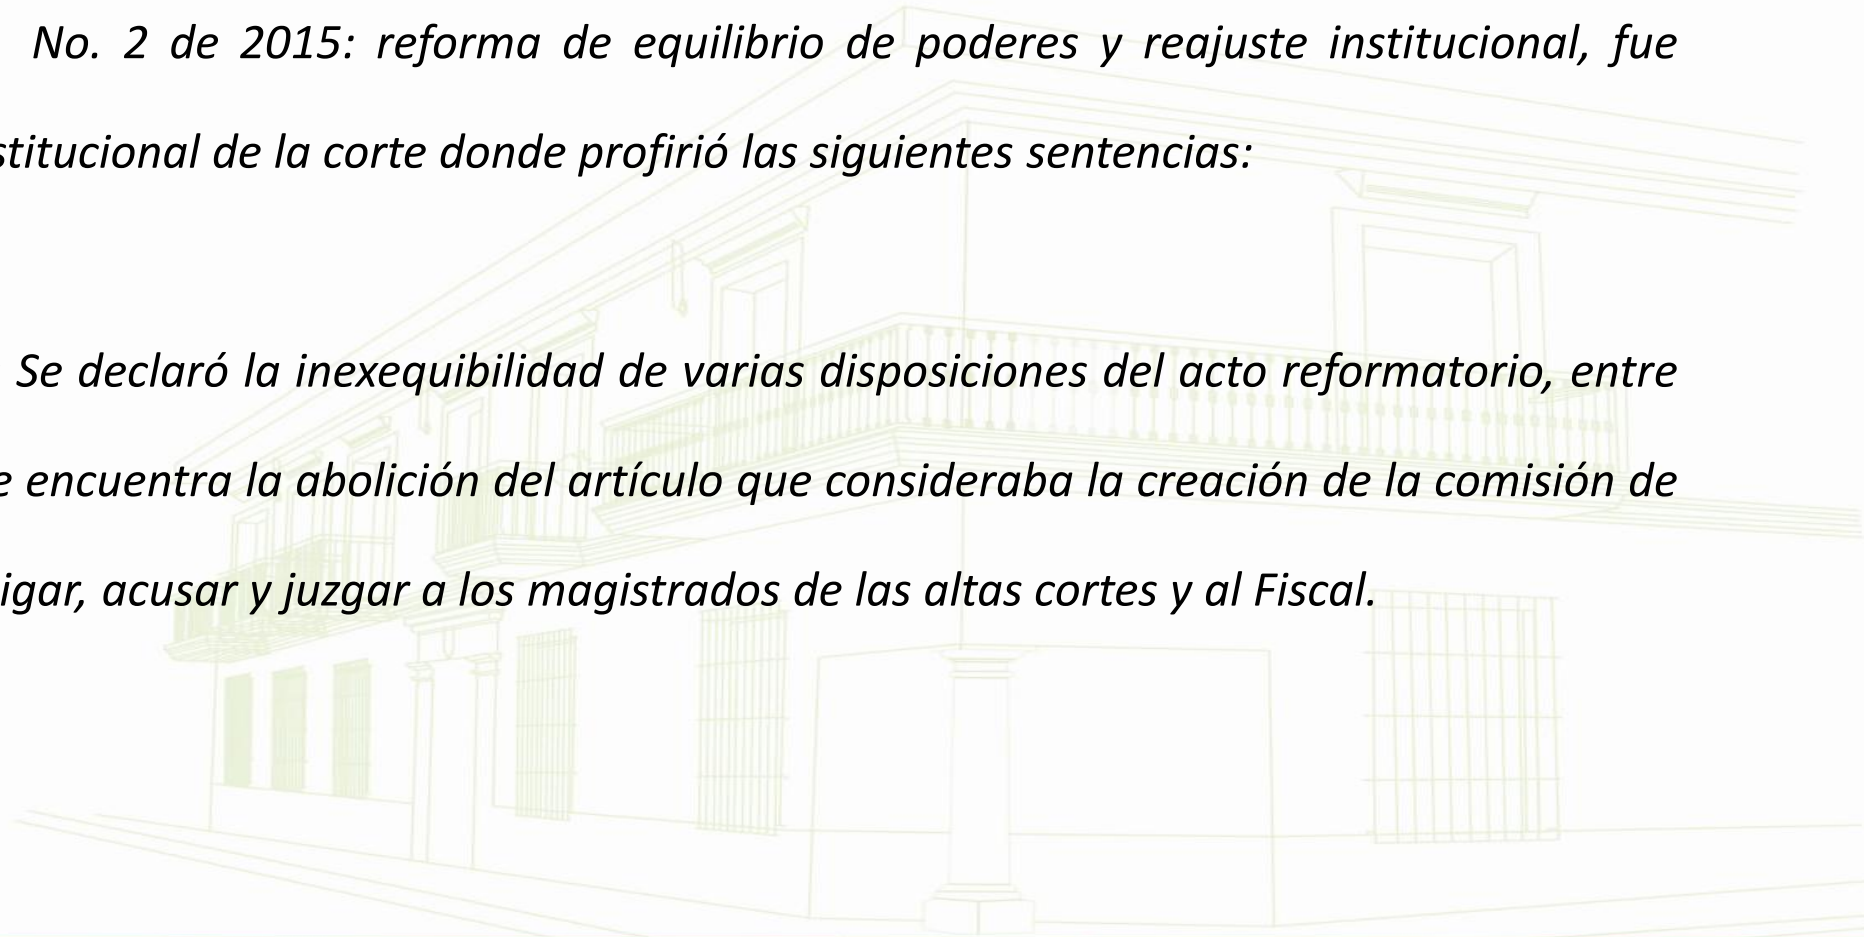 No. 2 de 2015: reforma de equilibrio de poderes y reajuste institucional, fue
stitucional de la corte donde profirió las siguientes sentencias:
Se declaró la inexequibilidad de varias disposiciones del acto reformatorio, entre
e encuentra la abolición del artículo que consideraba la creación de la comisión de
igar, acusar y juzgar a los magistrados de las altas cortes y al Fiscal.